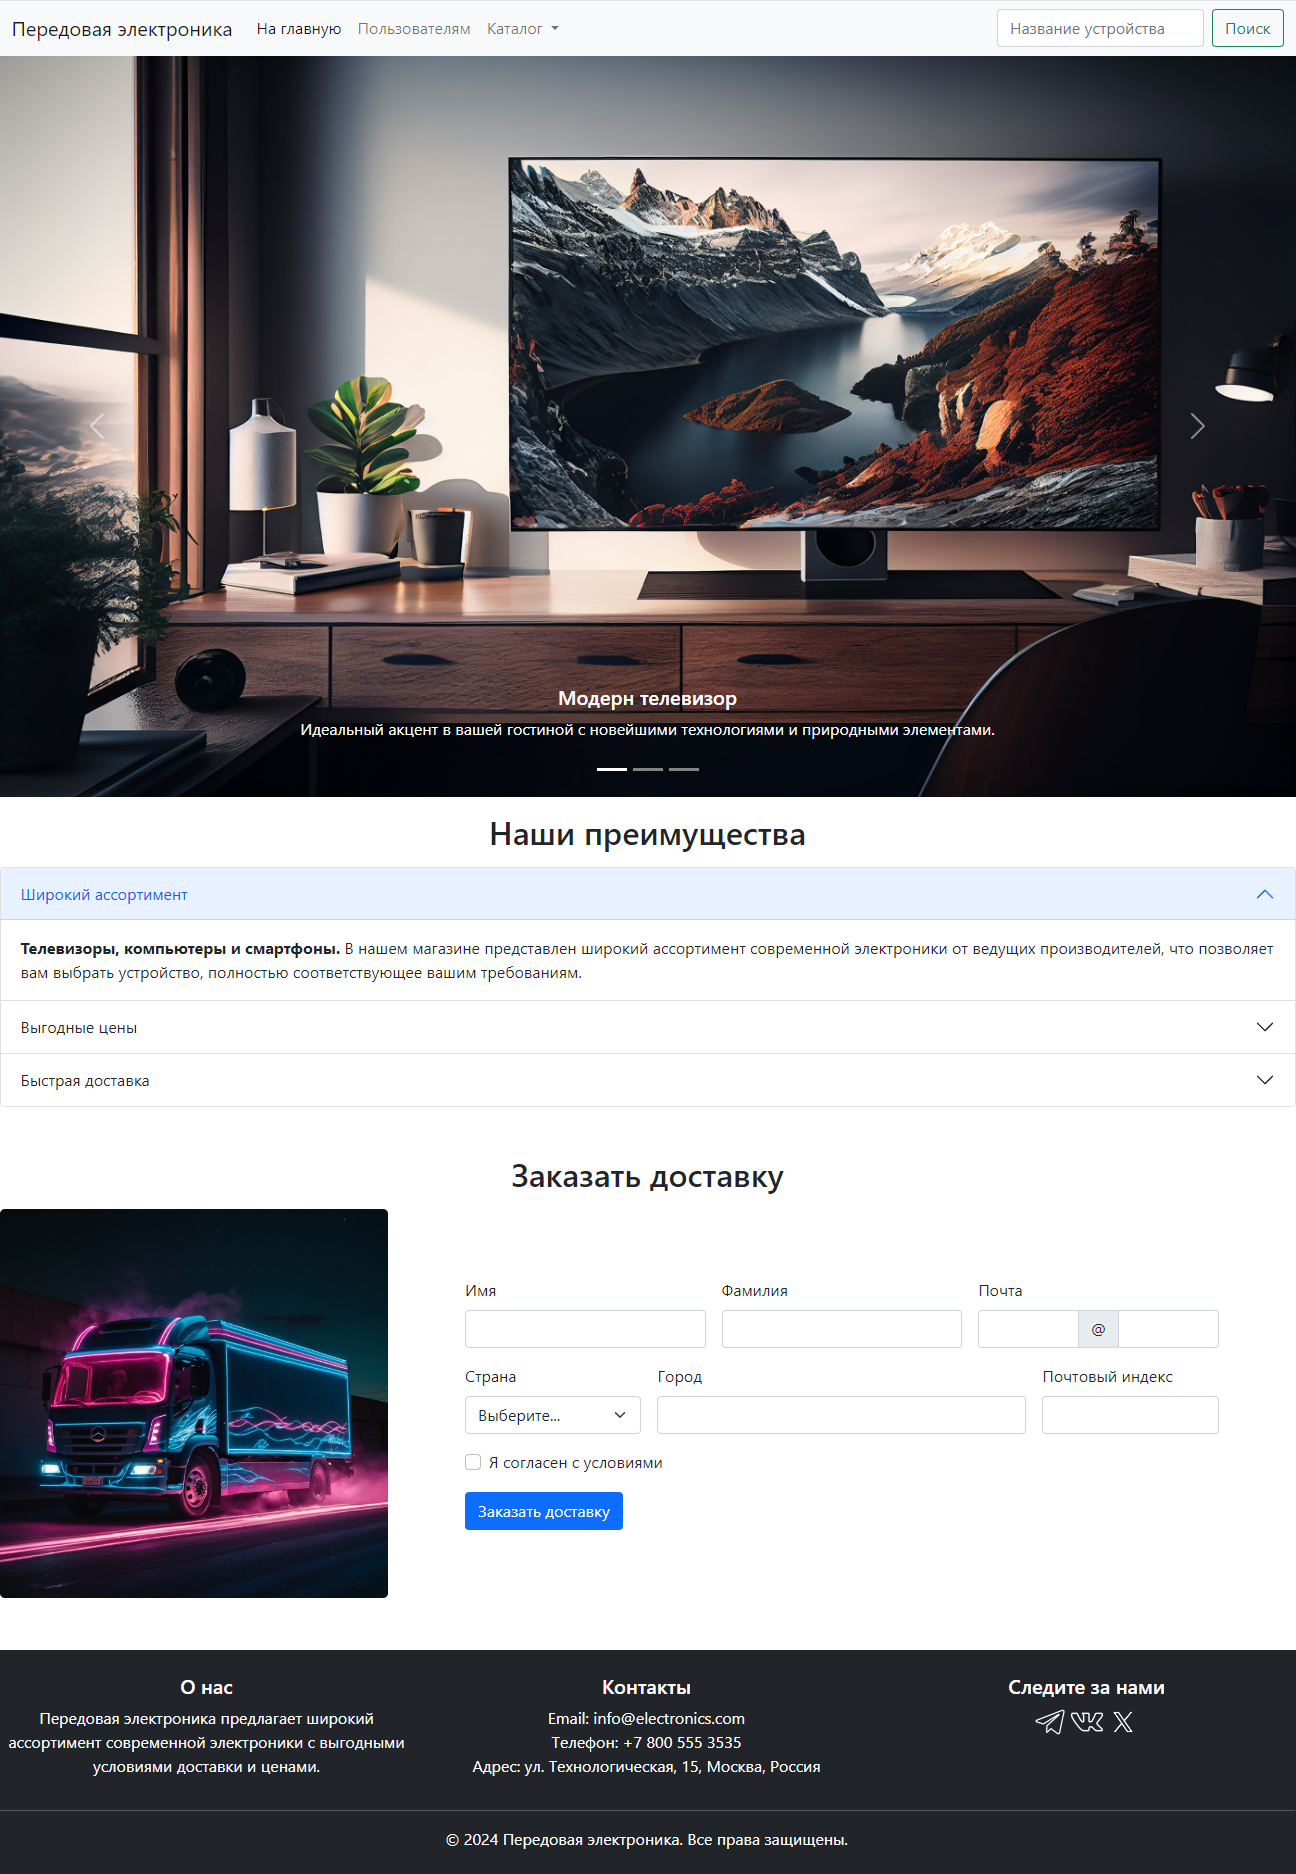 Передовая электроника На главную Пользователям Каталог Название устройства Поиск
Модерн телевизор
Идеальный акцент в вашей гостиной с новейшими технологиями и природными элементами.
Наши преимущества
Широкий ассортимент
Телевизоры, компьютеры и смартфоны. В нашем магазине представлен широкий ассортимент современной электроники от ведущих производителей, что позволяет
вам выбрать устройство, полностью соответствующее вашим требованиям.
Выгодные цены
Быстрая доставка
Заказать доставку
Имя Фамилия Почта
@
Страна Город Почтовый индекс
Выберите...
Я согласен с условиями
Заказать доставку
О нас
Передовая электроника предлагает широкий
ассортимент современной электроники с выгодными
условиями доставки и ценами.
Контакты
Email: info@electronics.com
Телефон: +7 800 555 3535
Адрес: ул. Технологическая, 15, Москва, Россия
Следите за нами
© 2024 Передовая электроника. Все права защищены.